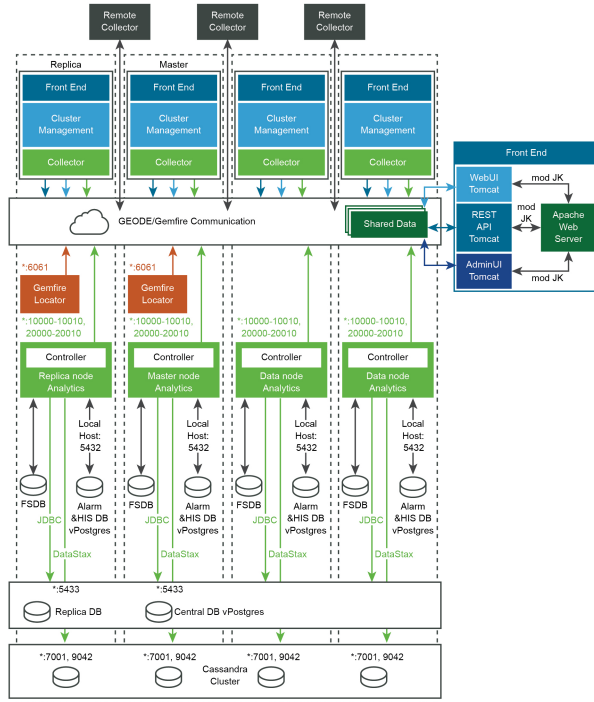 Remote
Collector
Remote
Collector
Remote
Collector
Replica
Master
Front End
Front End
Front End
Front End
Cluster
Management
Cluster
Management
Cluster
Management
Cluster
Management
Collector
Collector
Collector
Collector
Front End
WebUI
Tomcat
mod JK
REST
API
Tomcat
mod
JK
Apache
Web
Server
AdminUI
Tomcat
mod JK
GEODE/Gemfire Communication
Shared Data
*:6061
*:6061
Gemfire
Locator
Gemfire
Locator
*:10000-10010,
20000-20010
*:10000-10010,
20000-20010
*:10000-10010,
20000-20010
*:10000-10010,
20000-20010
Controller
Replica node
Analytics
Controller
Master node
Analytics
Controller
Data node
Analytics
Controller
Data node
Analytics
Local
Host:
5432
Local
Host:
5432
Local
Host:
5432
Local
Host:
5432
FSDB
Alarm
&HIS DB
vPostgres
FSDB
Alarm
&HIS DB
vPostgres
FSDB
Alarm
&HIS DB
vPostgres
FSDB
Alarm
&HIS DB
vPostgres
JDBC
JDBC
JDBC
JDBC
DataStax
DataStax
DataStax
DataStax
*:5433
*:5433
Replica DB
Central DB vPostgres
*:7001, 9042
*:7001, 9042
*:7001, 9042
*:7001, 9042
Cassandra
Cluster